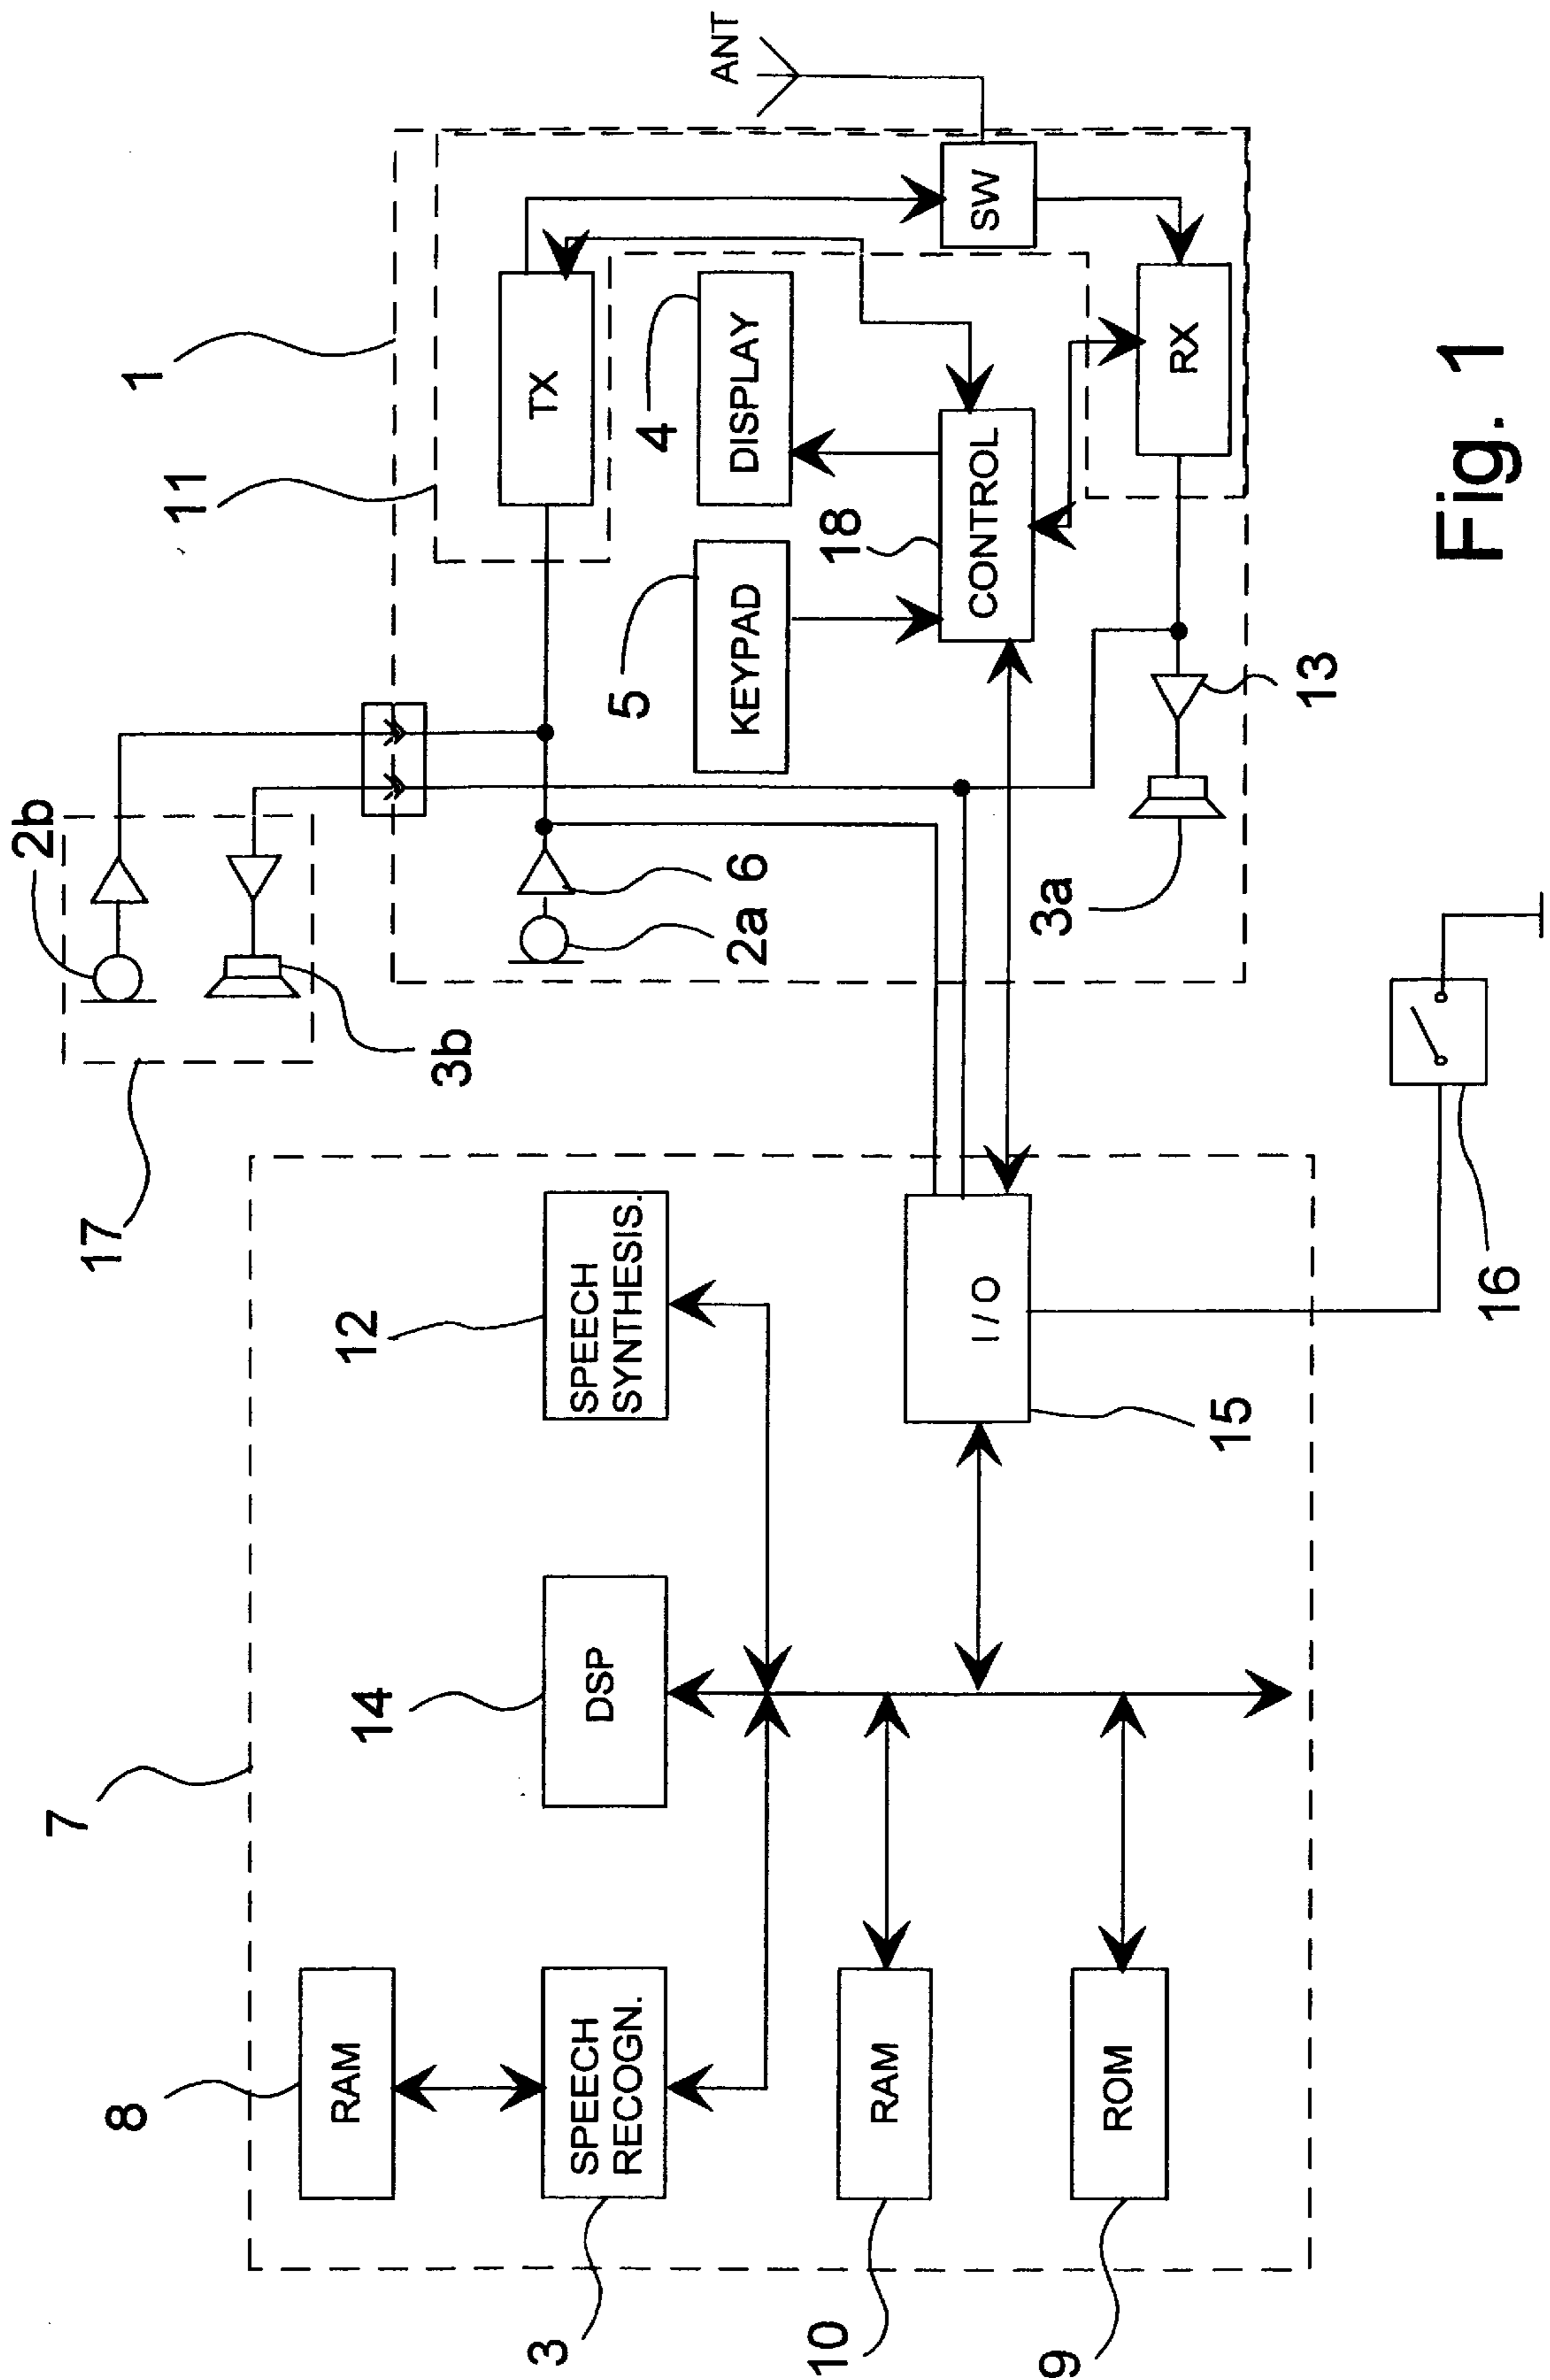 7
8
RAM
14
DSP
12
SPEECH
SYNTHESIS.
3
SPEECH
RECOGN.
10
RAM
9
ROM
15
I/O
16
17
2b
3b
1
11
TX
2a
6
5
KEYPAD
4
DISPLAY
18
CONTROL
SW
ANT
RX
3a
13
Fig. 1